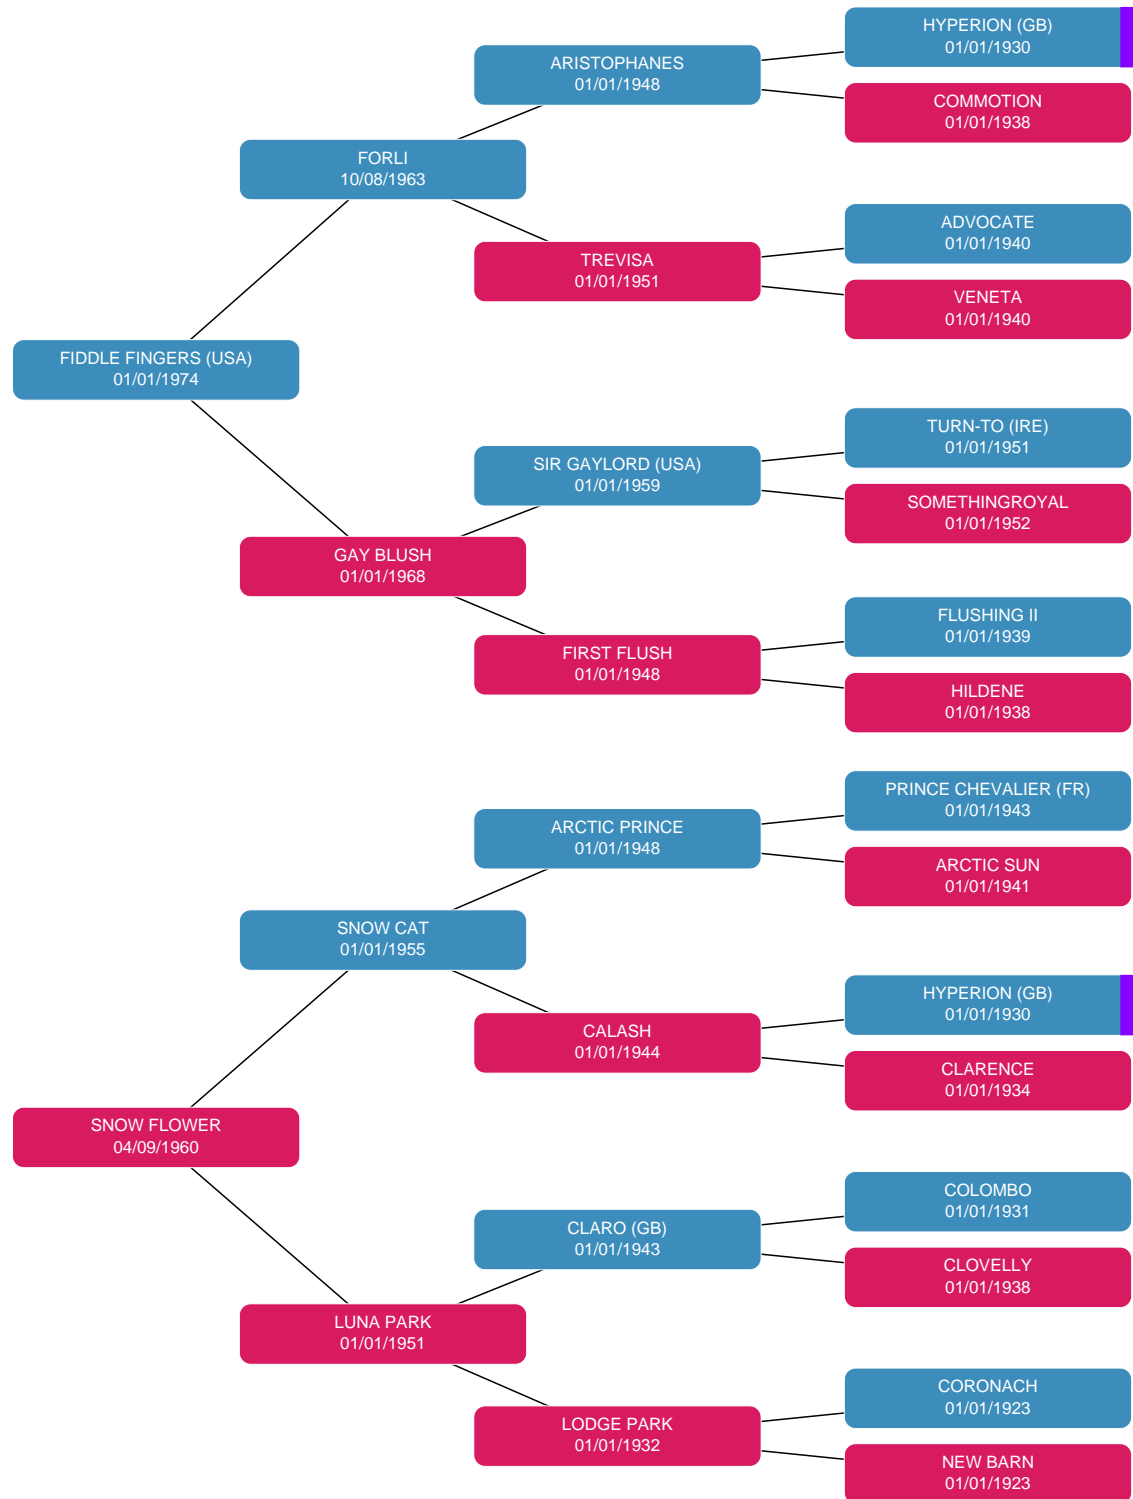 HYPERION (GB)
01/01/1930
ARISTOPHANES
01/01/1948
COMMOTION
01/01/1938
FORLI
10/08/1963
ADVOCATE
01/01/1940
TREVISA
01/01/1951
VENETA
01/01/1940
FIDDLE FINGERS (USA)
01/01/1974
TURN-TO (IRE)
01/01/1951
SIR GAYLORD (USA)
01/01/1959
SOMETHINGROYAL
01/01/1952
GAY BLUSH
01/01/1968
FLUSHING II
01/01/1939
FIRST FLUSH
01/01/1948
HILDENE
01/01/1938
PRINCE CHEVALIER (FR)
01/01/1943
ARCTIC PRINCE
01/01/1948
ARCTIC SUN
01/01/1941
SNOW CAT
01/01/1955
HYPERION (GB)
01/01/1930
CALASH
01/01/1944
CLARENCE
01/01/1934
SNOW FLOWER
04/09/1960
COLOMBO
01/01/1931
CLARO (GB)
01/01/1943
CLOVELLY
01/01/1938
LUNA PARK
01/01/1951
CORONACH
01/01/1923
LODGE PARK
01/01/1932
NEW BARN
01/01/1923